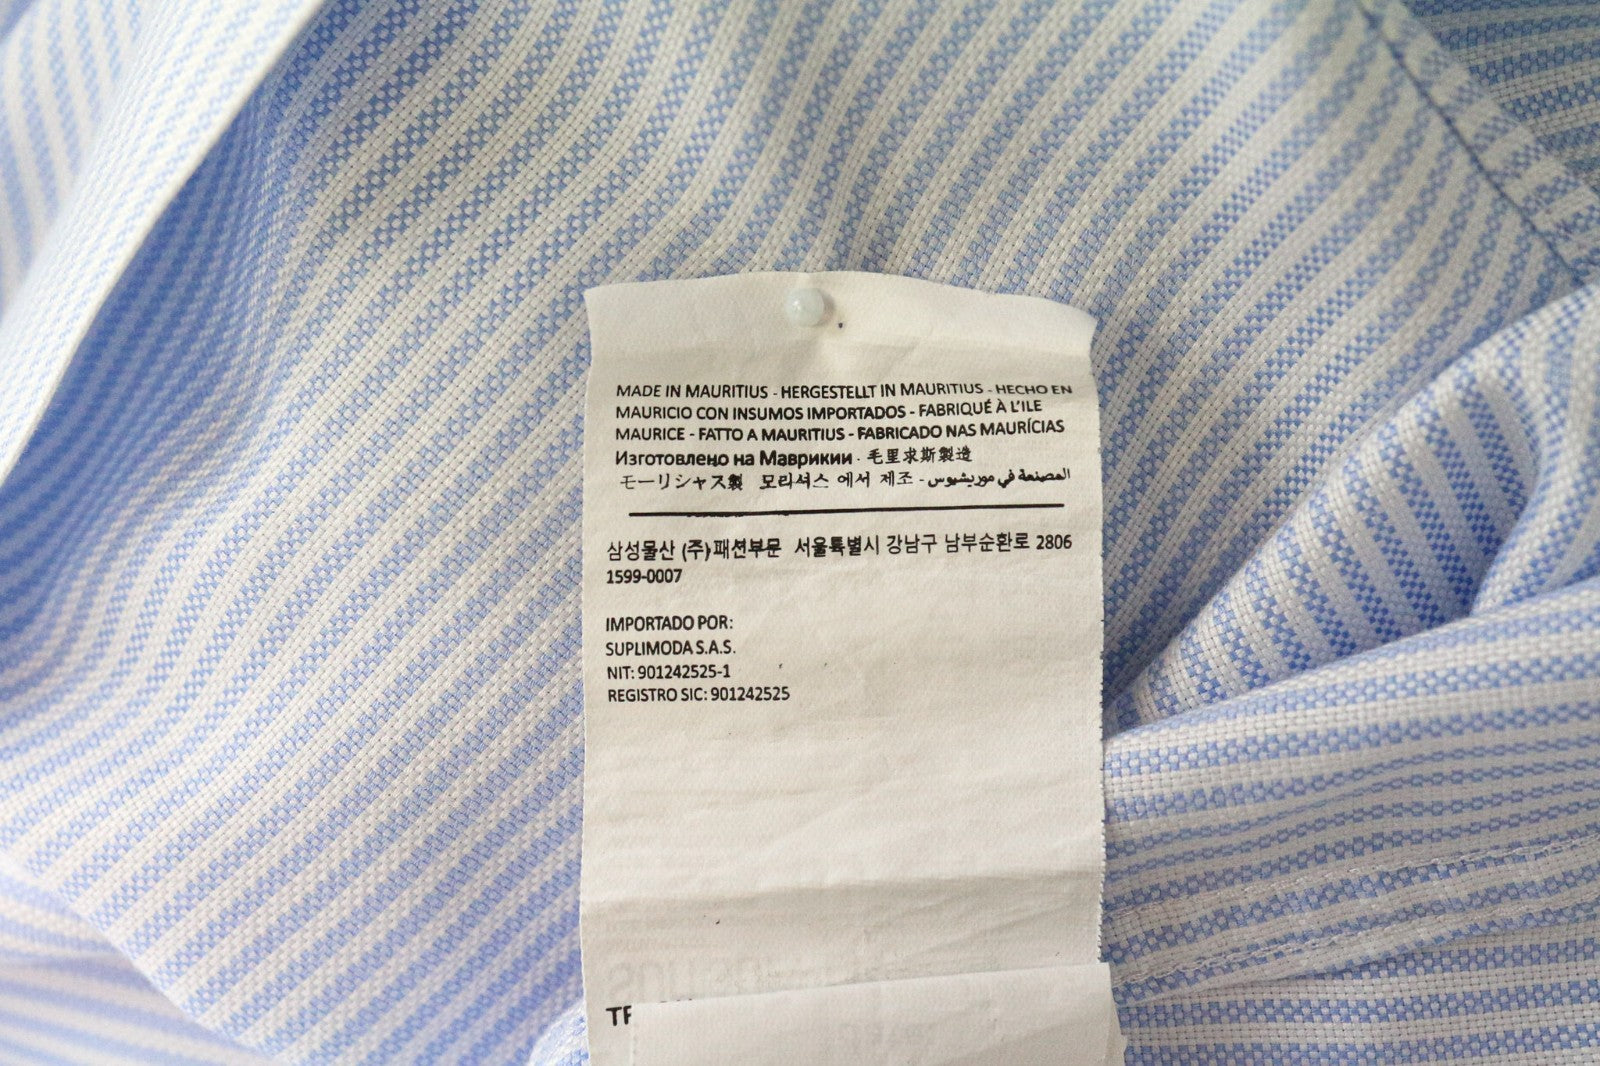 MADE IN MAURITIUS - HERGESTELLT IN MAURITIUS - HECHO EN
MAURICIO CON INSUMOS IMPORTADOS - FABRIQUÉ À L'ILE
MAURICE - FATTO A MAURITIUS - FABRICADO NAS MAURÍCIAS
Изготовлено на Маврикии - 毛里求斯製造
モーリシャス製 모리셔스 에서 제조 - المصنعة في موريشيوس
삼성물산 (주)패션부문 서울특별시 강남구 남부순환로 2806
1599-0007
IMPORTADO POR:
SUPLIMODA S.A.S.
NIT: 901242525-1
REGISTRO SIC: 901242525